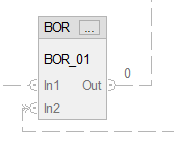 BOR ...
BOR_01
0
In1 Out
In2